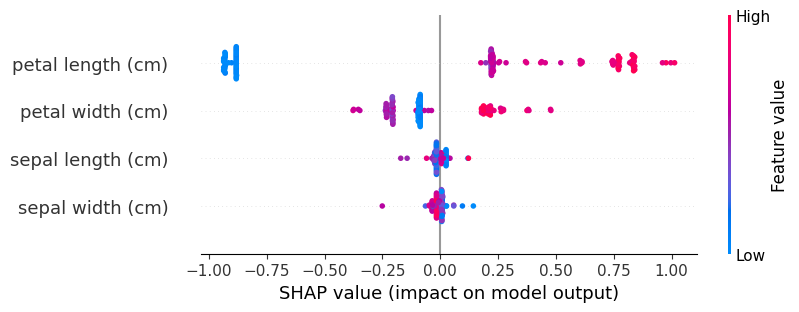 High
petal length (cm)
petal width (cm)
sepal length (cm)
sepal width (cm)
Feature value
Low
−1.00 −0.75 −0.50 −0.25 0.00 0.25 0.50 0.75 1.00
SHAP value (impact on model output)